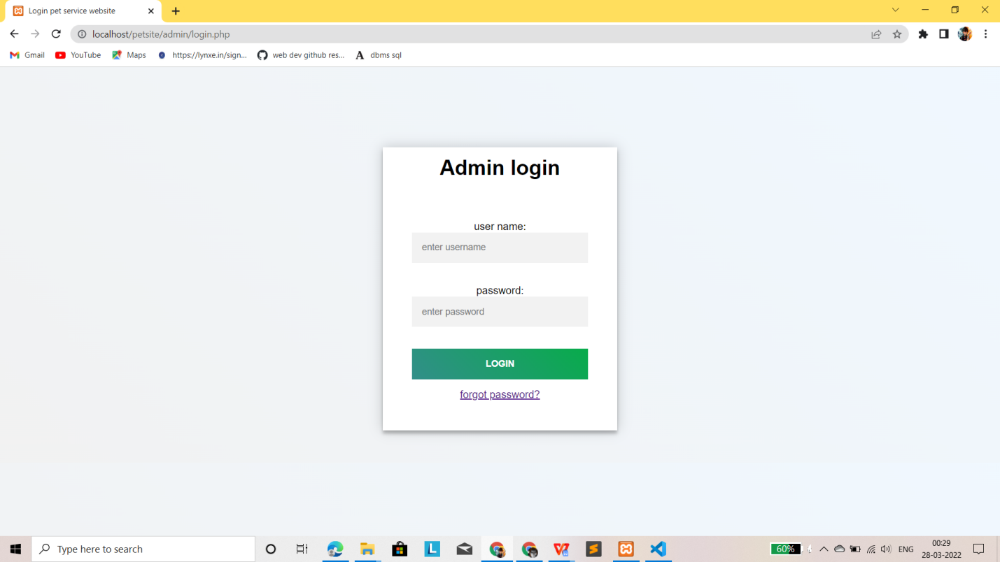 Login pet service website
localhost/petsite/admin/login.php
Gmail YouTube Maps https://lynxe.in/sign... web dev github res... A dbms sql
Admin login
user name:
enter username
password:
enter password
LOGIN
forgot password?
Type here to search
L
60%
ENG
00:29
28-03-2022